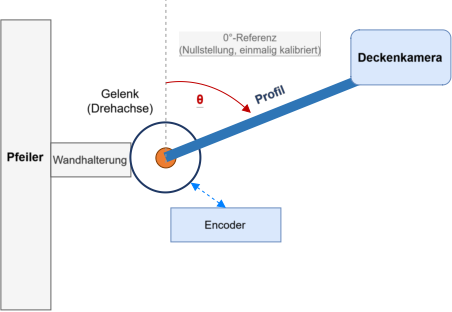 0°-Referenz
(Nullstellung, einmalig kalibriert)
Deckenkamera
Gelenk
(Drehachse)
θ
Profil
Pfeiler
Wandhalterung
Encoder